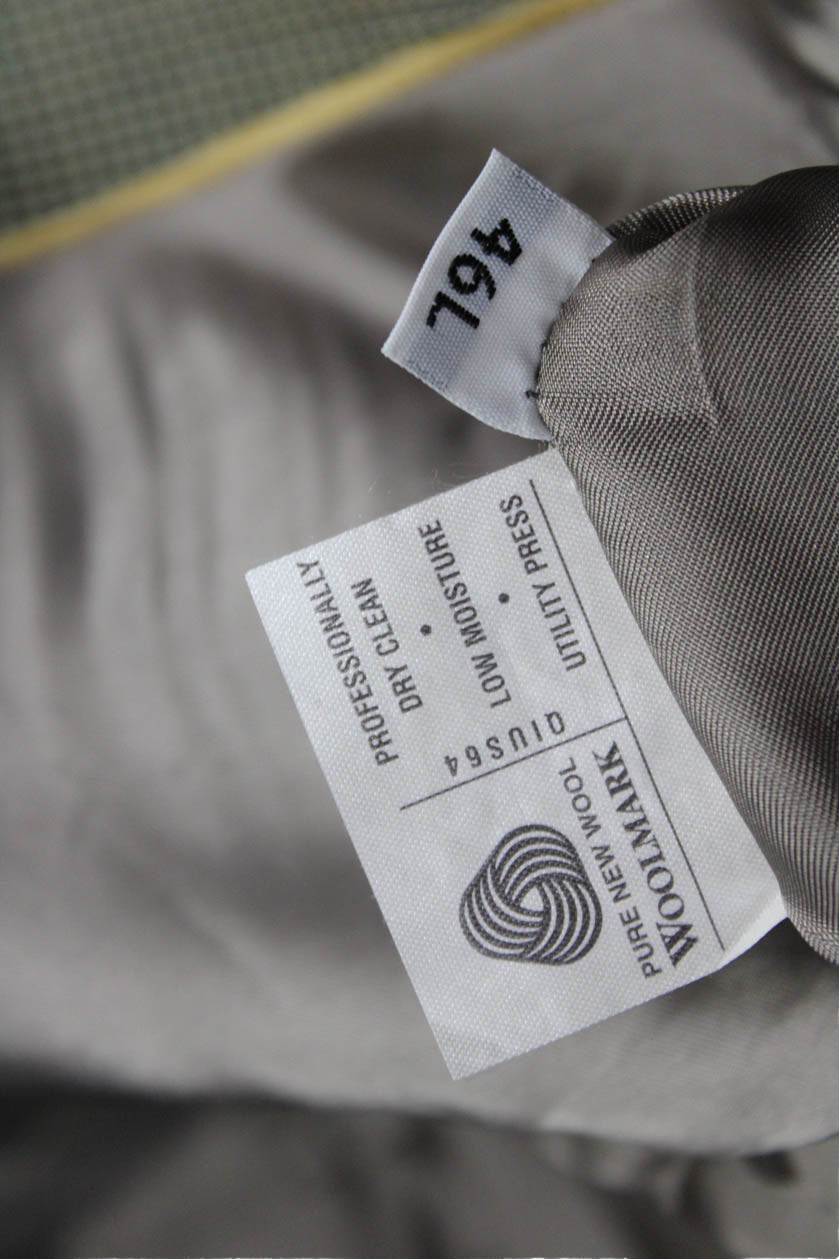 46L
PROFESSIONALLY
DRY CLEAN
•
LOW MOISTURE
•
UTILITY PRESS
QIUS64
PURE NEW WOOL
WOOLMARK